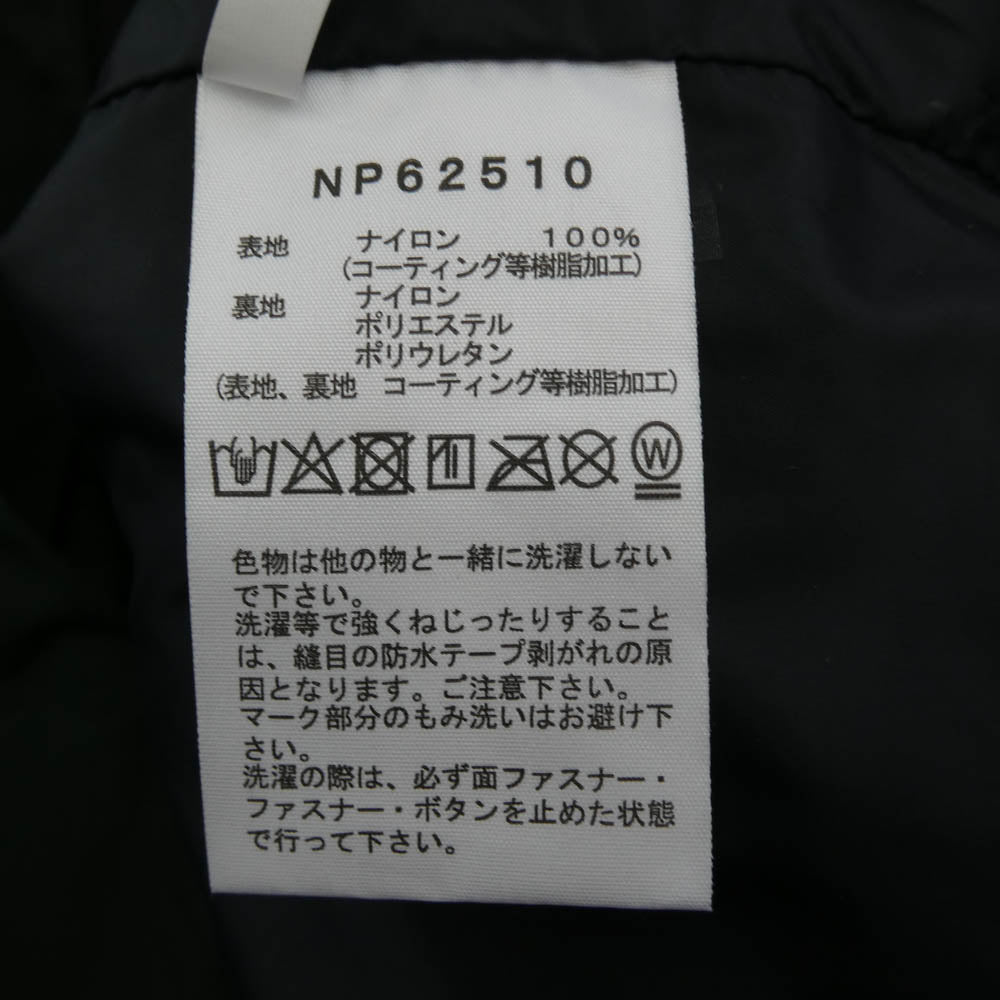 NP62510
表地 ナイロン 100%
(コーティング等樹脂加工)
裏地 ナイロン
ポリエステル
ポリウレタン
(表地、裏地 コーティング等樹脂加工)
W
色物は他の物と一緒に洗濯しない
で下さい。
洗濯等で強くねじったりすること
は、縫目の防水テープ剥がれの原
因となります。ご注意下さい。
マーク部分のもみ洗いはお避け下
さい。
洗濯の際は、必ず面ファスナー・
ファスナー・ボタンを止めた状態
で行って下さい。